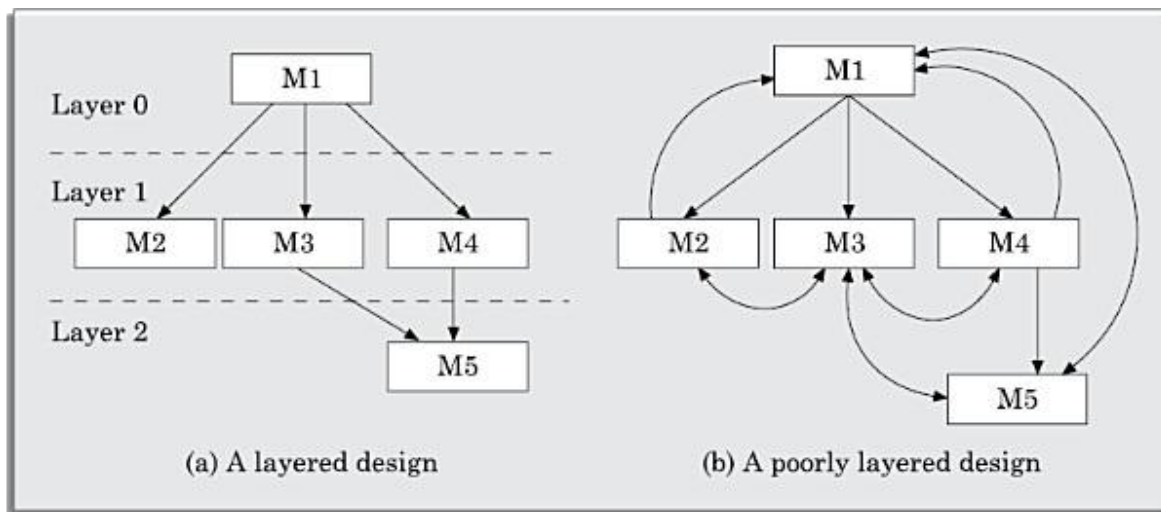 M1
Layer 0
Layer 1
M2
M3
M4
Layer 2
M5
(a) A layered design
M1
M2
M3
M4
M5
(b) A poorly layered design